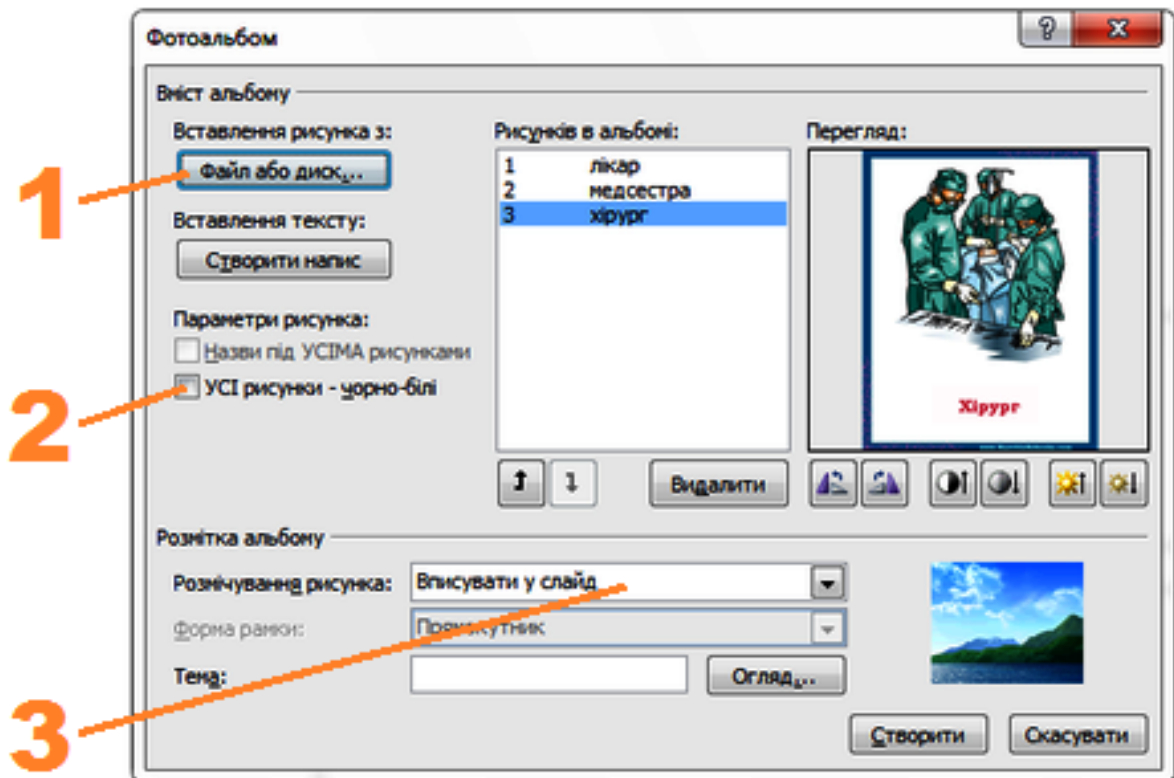 Фотоальбом
Вміст альбому
Вставлення рисунка з:
Файл або диск...
Вставлення тексту:
Створити напис
Параметри рисунка:
Назви під УСІМА рисунками
УСІ рисунки - чорно-білі
Рисунків в альбомі:
1 лікар
2 медсестра
3 хірург
Видалити
Перегляд:
Хірург
Розмітка альбому
Розмічування рисунка: Вписувати у слайд
Форма рамки: Прямокутник
Тема: Огляд...
Створити Скасувати
1
2
3